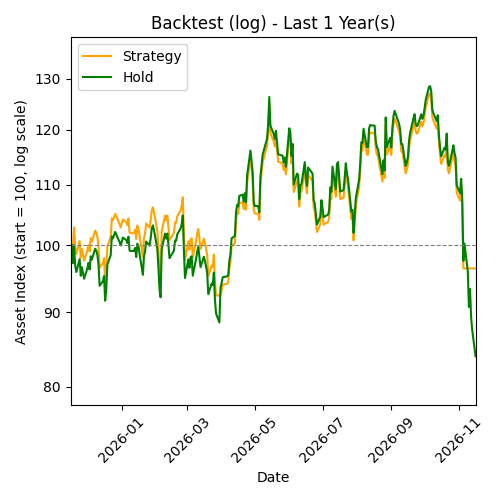 Backtest (log) - Last 1 Year(s)
Strategy
Hold
Asset Index (start = 100, log scale)
130
120
110
100
90
80
2026-01
2026-03
2026-05
2026-07
2026-09
2026-11
Date